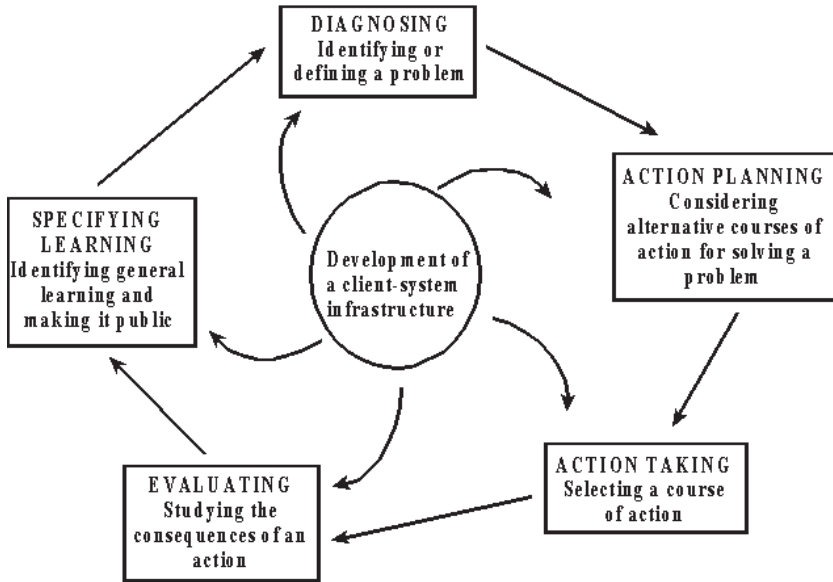 DIAGNOSING
Identifying or
defining a problem
ACTION PLANNING
Considering
alternative courses of
action for solving a
problem
SPECIFYING
LEARNING
Identifying general
learning and
making it public
Development of
a client-system
infrastructure
ACTION TAKING
Selecting a course
of action
EVALUATING
Studying the
consequences of an
action